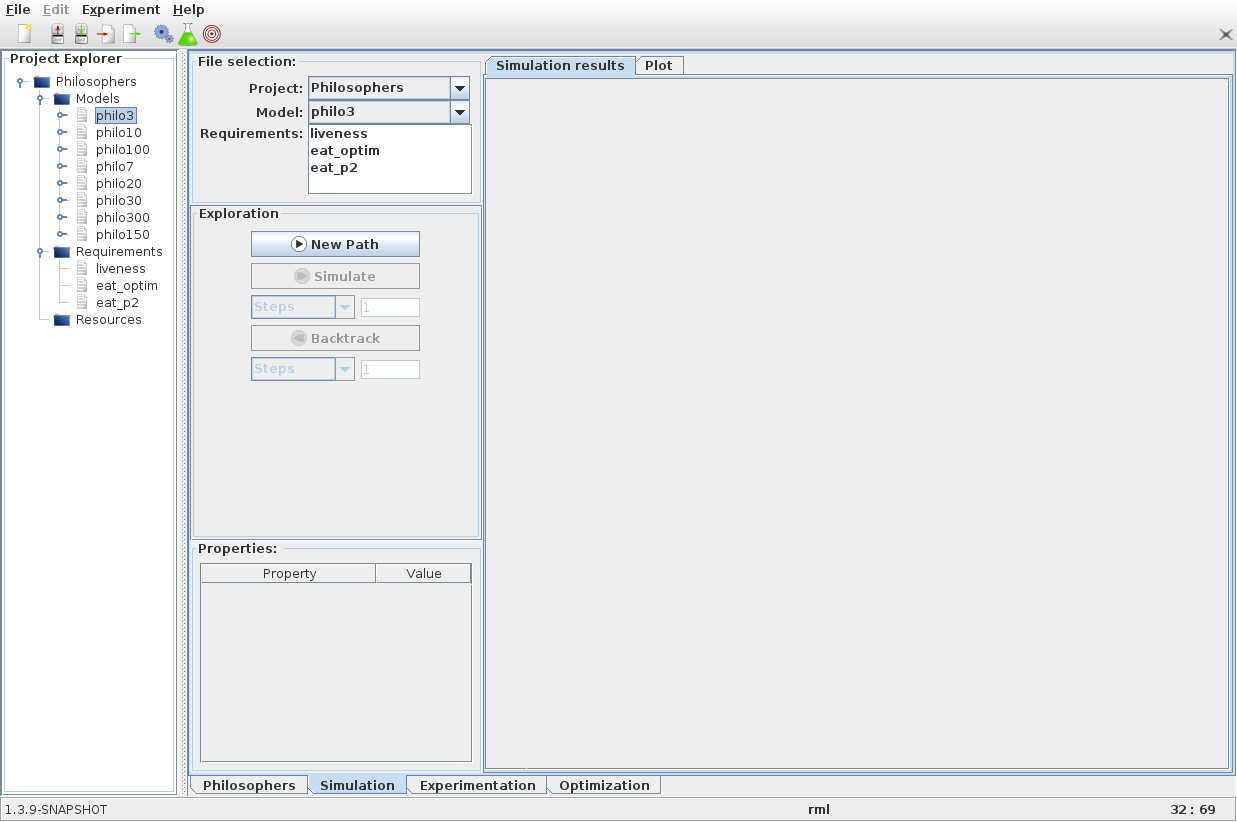 File Edit Experiment Help
Project Explorer
Philosophers
Models
philo3
philo10
philo100
philo7
philo20
philo30
philo300
philo150
Requirements
liveness
eat_optim
eat_p2
Resources
File selection:
Project: Philosophers
Model: philo3
Requirements: liveness
eat_optim
eat_p2
Exploration
New Path
Simulate
Steps 1
Backtrack
Steps 1
Properties:
Property Value
Simulation results Plot
Philosophers Simulation Experimentation Optimization
1.3.9-SNAPSHOT rml 32 : 69